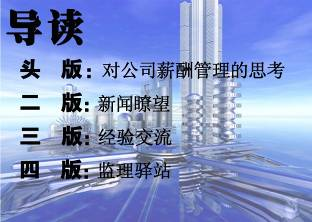 导读
头 版：对公司薪酬管理的思考
二 版：新闻瞭望
三 版：经验交流
四 版：监理驿站